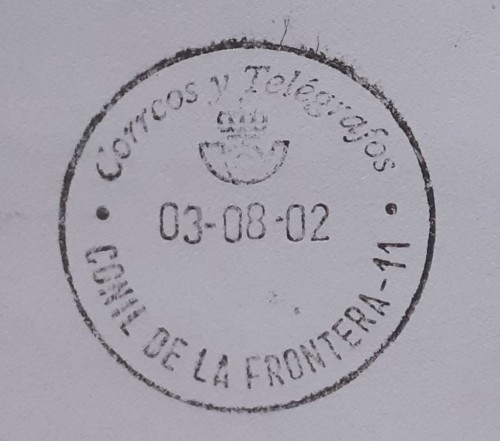 Correos y Telégrafos
03-08-02
CONIL DE LA FRONTERA-11